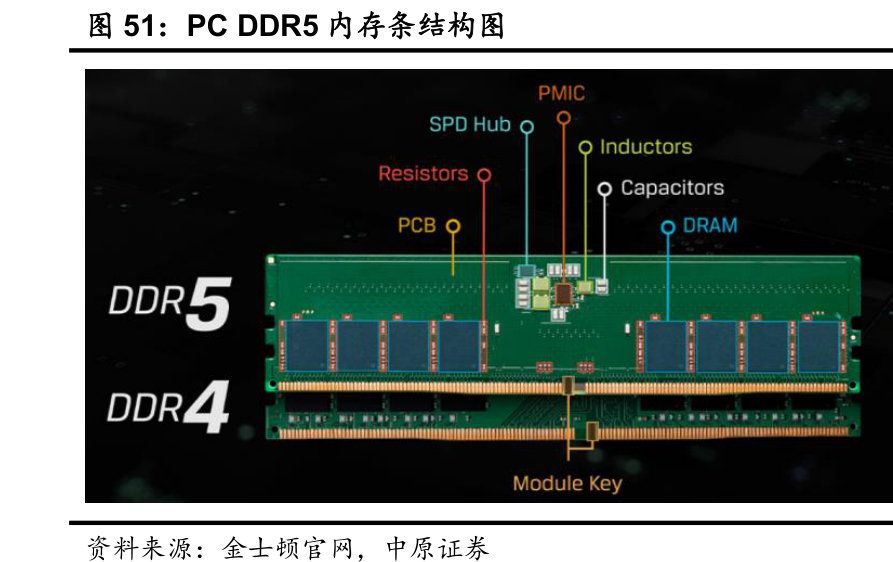 图 51：PC DDR5 内存条结构图
PMIC
SPD Hub
Inductors
Resistors
Capacitors
PCB
DRAM
DDR5
DDR4
Module Key
资料来源：金士顿官网，中原证券